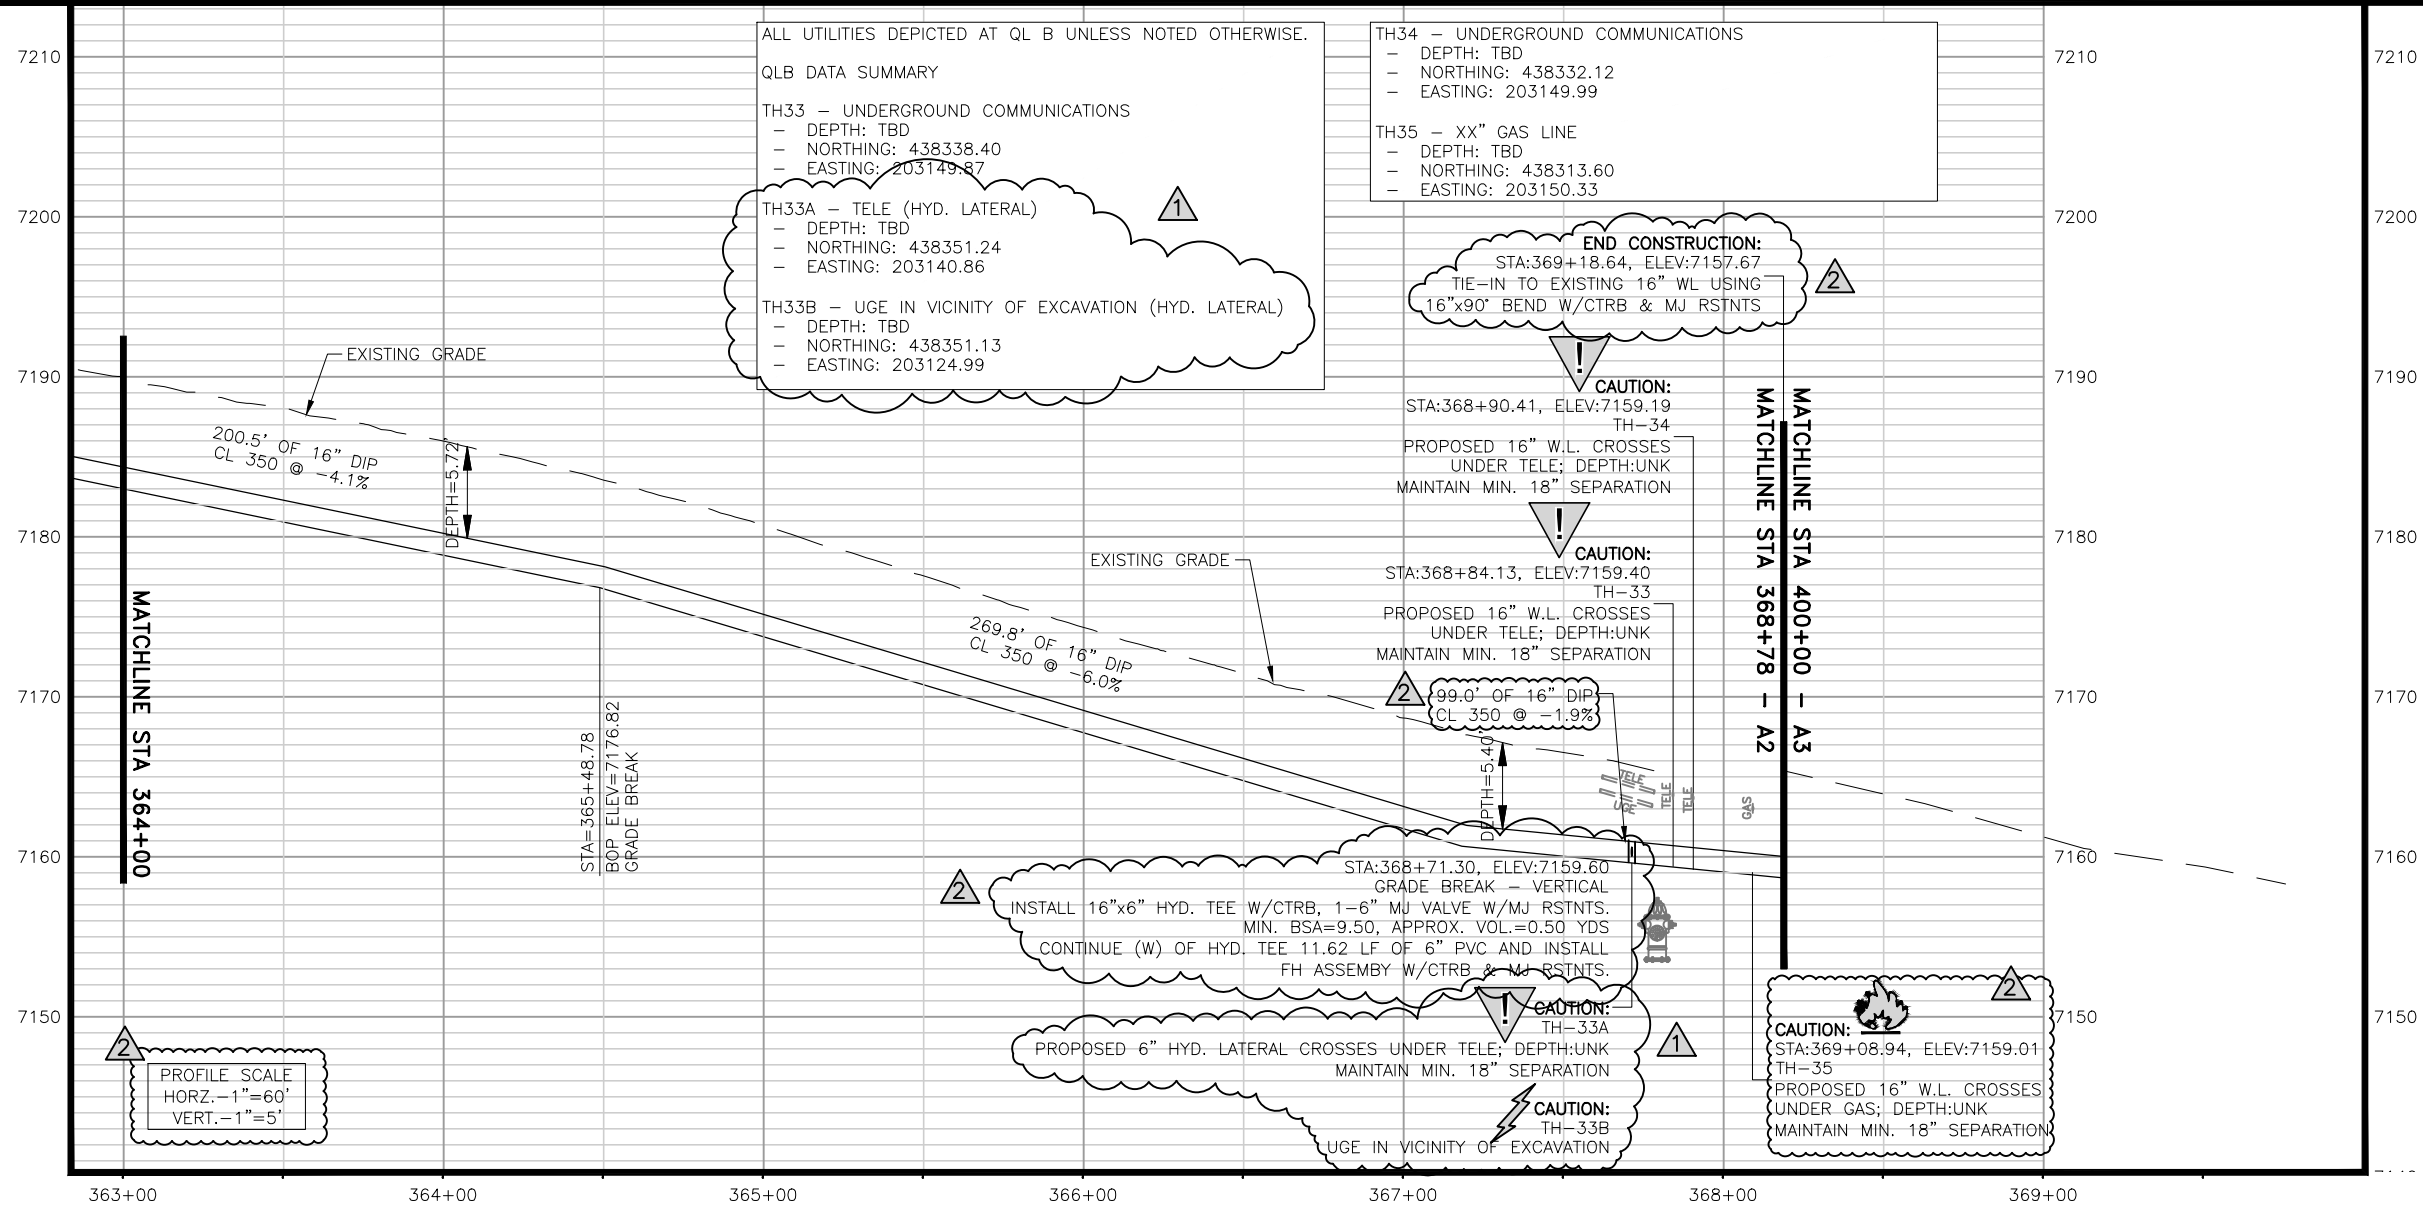 ALL UTILITIES DEPICTED AT QL B UNLESS NOTED OTHERWISE.
QLB DATA SUMMARY
TH33 – UNDERGROUND COMMUNICATIONS
– DEPTH: TBD
– NORTHING: 438338.40
– EASTING: 203149.87
TH33A – TELE (HYD. LATERAL)
– DEPTH: TBD
– NORTHING: 438351.24
– EASTING: 203140.86
TH33B – UGE IN VICINITY OF EXCAVATION (HYD. LATERAL)
– DEPTH: TBD
– NORTHING: 438351.13
– EASTING: 203124.99
1
TH34 – UNDERGROUND COMMUNICATIONS
– DEPTH: TBD
– NORTHING: 438332.12
– EASTING: 203149.99
TH35 – XX" GAS LINE
– DEPTH: TBD
– NORTHING: 438313.60
– EASTING: 203150.33
END CONSTRUCTION:
STA:369+18.64, ELEV:7157.67
TIE–IN TO EXISTING 16" WL USING
16"x90° BEND W/CTRB & MJ RSTNTS
2
!
CAUTION:
STA:368+90.41, ELEV:7159.19
TH–34
PROPOSED 16" W.L. CROSSES
UNDER TELE; DEPTH:UNK
MAINTAIN MIN. 18" SEPARATION
!
CAUTION:
STA:368+84.13, ELEV:7159.40
TH–33
PROPOSED 16" W.L. CROSSES
UNDER TELE; DEPTH:UNK
MAINTAIN MIN. 18" SEPARATION
2
99.0' OF 16" DIP
CL 350 @ –1.9%
MATCHLINE STA 400+00 – A3
MATCHLINE STA 368+78 – A2
EXISTING GRADE
200.5' OF 16" DIP
CL 350 @ –4.1%
DEPTH=5.72'
MATCHLINE STA 364+00
STA=365+48.78
BOP ELEV=7176.82
GRADE BREAK
EXISTING GRADE
269.8' OF 16" DIP
CL 350 @ –6.0%
DEPTH=5.40'
TELE
UGE
TELE
TELE
GAS
2
STA:368+71.30, ELEV:7159.60
GRADE BREAK – VERTICAL
INSTALL 16"x6" HYD. TEE W/CTRB, 1–6" MJ VALVE W/MJ RSTNTS.
MIN. BSA=9.50, APPROX. VOL.=0.50 YDS
CONTINUE (W) OF HYD. TEE 11.62 LF OF 6" PVC AND INSTALL
FH ASSEMBY W/CTRB & MJ RSTNTS.
!
CAUTION:
TH–33A
PROPOSED 6" HYD. LATERAL CROSSES UNDER TELE; DEPTH:UNK
MAINTAIN MIN. 18" SEPARATION
1
CAUTION:
TH–33B
UGE IN VICINITY OF EXCAVATION
2
CAUTION:
STA:369+08.94, ELEV:7159.01
TH–35
PROPOSED 16" W.L. CROSSES
UNDER GAS; DEPTH:UNK
MAINTAIN MIN. 18" SEPARATION
2
PROFILE SCALE
HORZ.–1"=60'
VERT.–1"=5'
7210
7200
7190
7180
7170
7160
7150
7210
7200
7190
7180
7170
7160
7150
7210
7200
7190
7180
7170
7160
7150
363+00
364+00
365+00
366+00
367+00
368+00
369+00